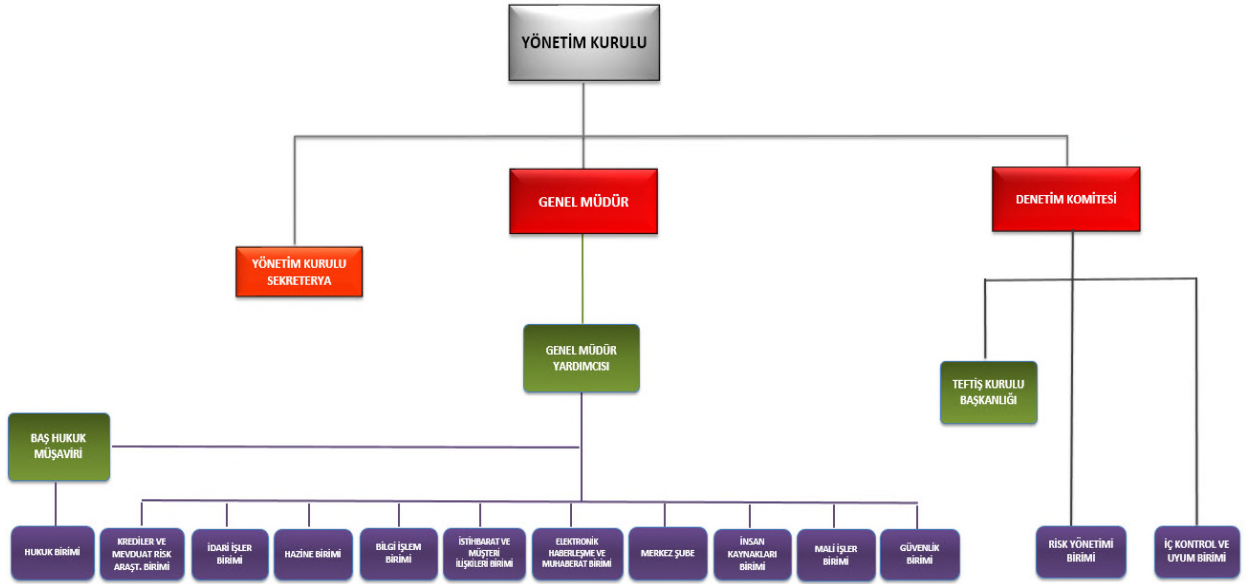 YÖNETİM KURULU
GENEL MÜDÜR
DENETİM KOMİTESİ
YÖNETİM KURULU
SEKRETERYA
GENEL MÜDÜR
YARDIMCISI
TEFTİŞ KURULU
BAŞKANLIĞI
BAŞ HUKUK
MÜŞAVİRİ
HUKUK BİRİMİ
KREDİLER VE
MEVDUAT RİSK
ARAŞT. BİRİMİ
İDARİ İŞLER
BİRİMİ
HAZİNE BİRİMİ
BİLGİ İŞLEM
BİRİMİ
İSTİHBARAT VE
MÜŞTERİ
İLİŞKİLERİ BİRİMİ
ELEKTRONİK
HABERLEŞME VE
MUHABERAT BİRİMİ
MERKEZ ŞUBE
İNSAN
KAYNAKLARI
BİRİMİ
MALİ İŞLER
BİRİMİ
GÜVENLİK
BİRİMİ
RİSK YÖNETİMİ
BİRİMİ
İÇ KONTROL VE
UYUM BİRİMİ